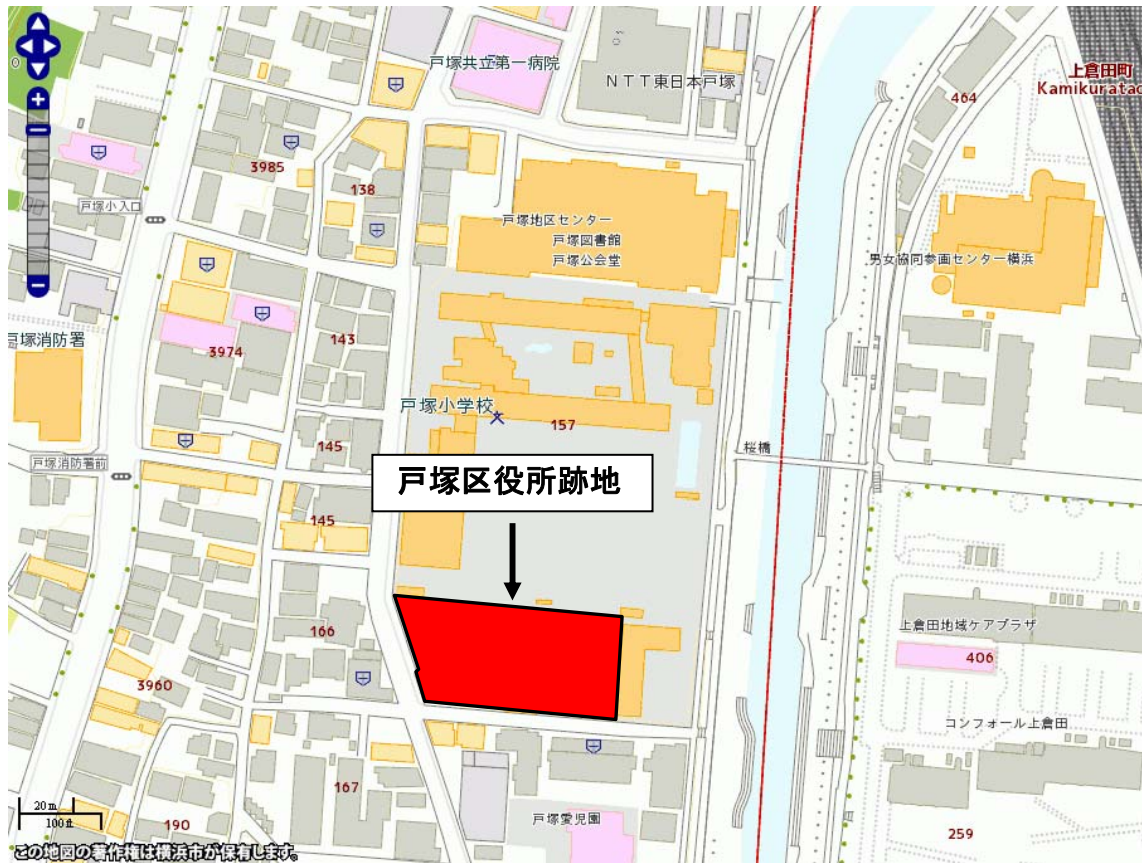 戸塚共立第一病院
NTT東日本戸塚
上倉田町
Kamikuratac
464
3985
138
戸塚小入口
戸塚地区センター
戸塚図書館
戸塚公会堂
男女協同参画センター横浜
戸塚消防署
3974
143
戸塚小学校
157
145
桜橋
戸塚消防署前
戸塚区役所跡地
145
166
上倉田地域ケアプラザ
406
3960
コンフォール上倉田
167
20 m
100 ft
190
戸塚愛児園
259
この地図の著作権は横浜市が保有します。